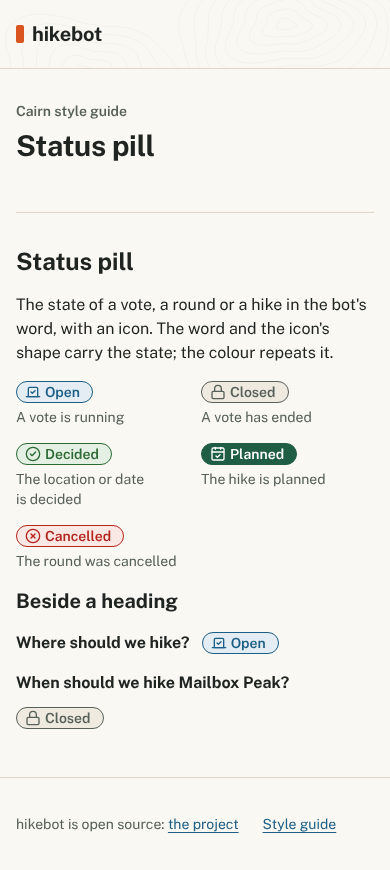 hikebot
Cairn style guide
Status pill
Status pill
The state of a vote, a round or a hike in the bot's
word, with an icon. The word and the icon's
shape carry the state; the colour repeats it.
Open
A vote is running
Closed
A vote has ended
Decided
The location or date
is decided
Planned
The hike is planned
Cancelled
The round was cancelled
Beside a heading
Where should we hike? Open
When should we hike Mailbox Peak?
Closed
hikebot is open source: the project Style guide